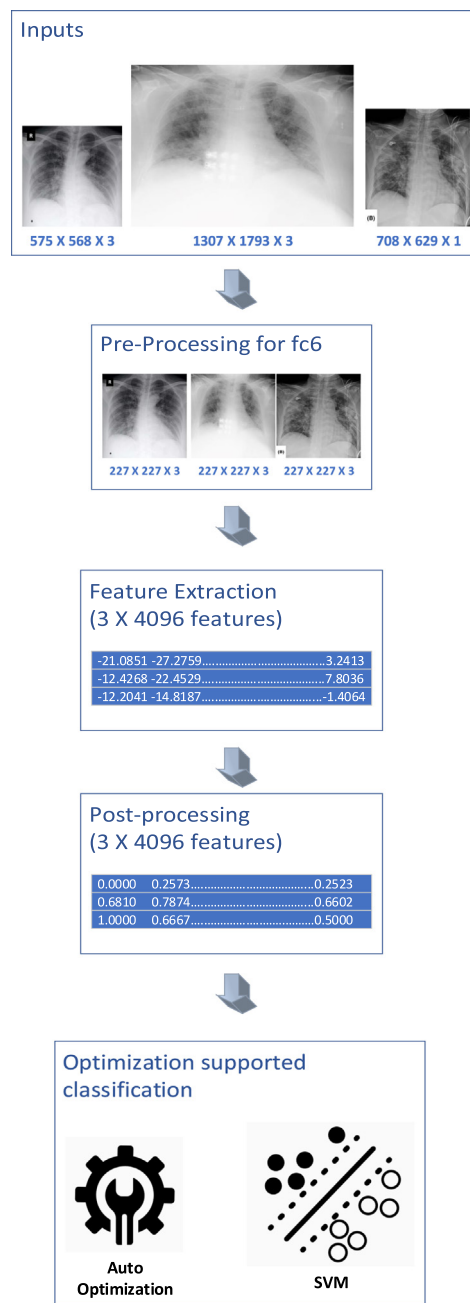 Inputs
R
(B)
575 X 568 X 3
1307 X 1793 X 3
708 X 629 X 1
Pre-Processing for fc6
R
(B)
227 X 227 X 3
227 X 227 X 3
227 X 227 X 3
Feature Extraction
(3 X 4096 features)
-21.0851 -27.2759.....................................3.2413
-12.4268 -22.4529.....................................7.8036
-12.2041 -14.8187.....................................-1.4064
Post-processing
(3 X 4096 features)
0.0000 0.2573.....................................0.2523
0.6810 0.7874.....................................0.6602
1.0000 0.6667.....................................0.5000
Optimization supported
classification
Auto
Optimization
SVM